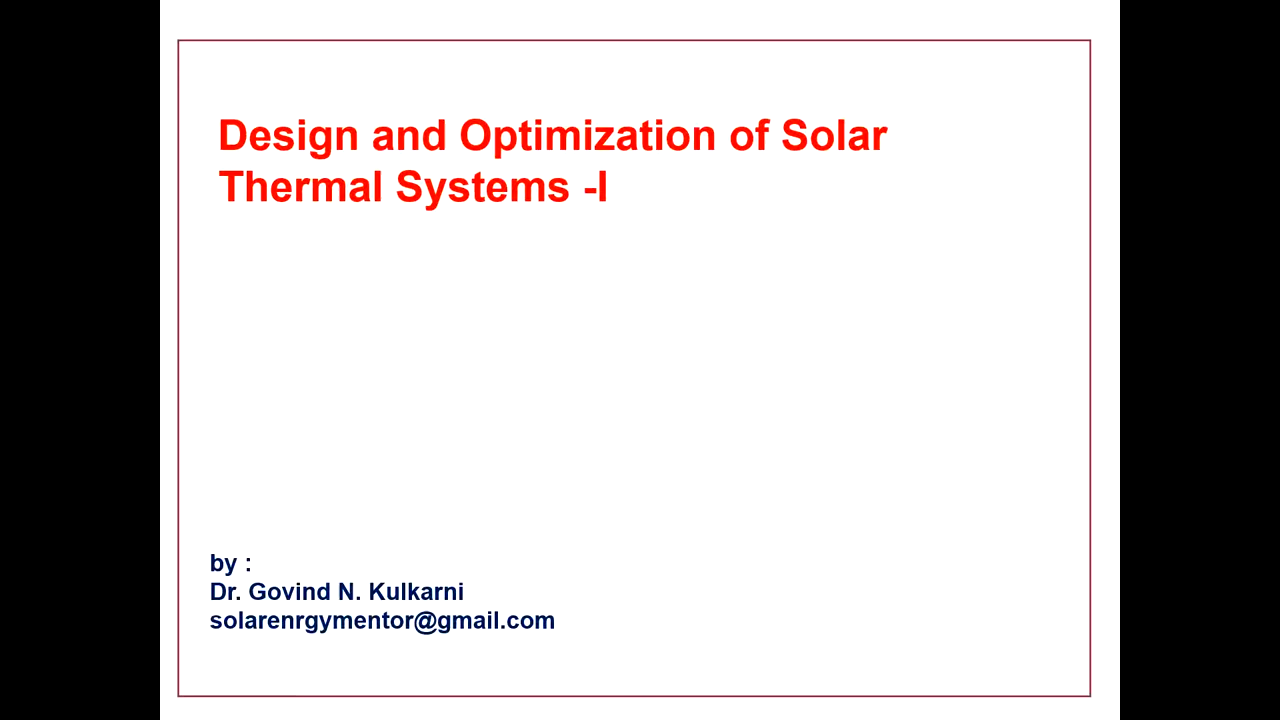 Design and Optimization of Solar
Thermal Systems -I
by :
Dr. Govind N. Kulkarni
solarenrgymentor@gmail.com